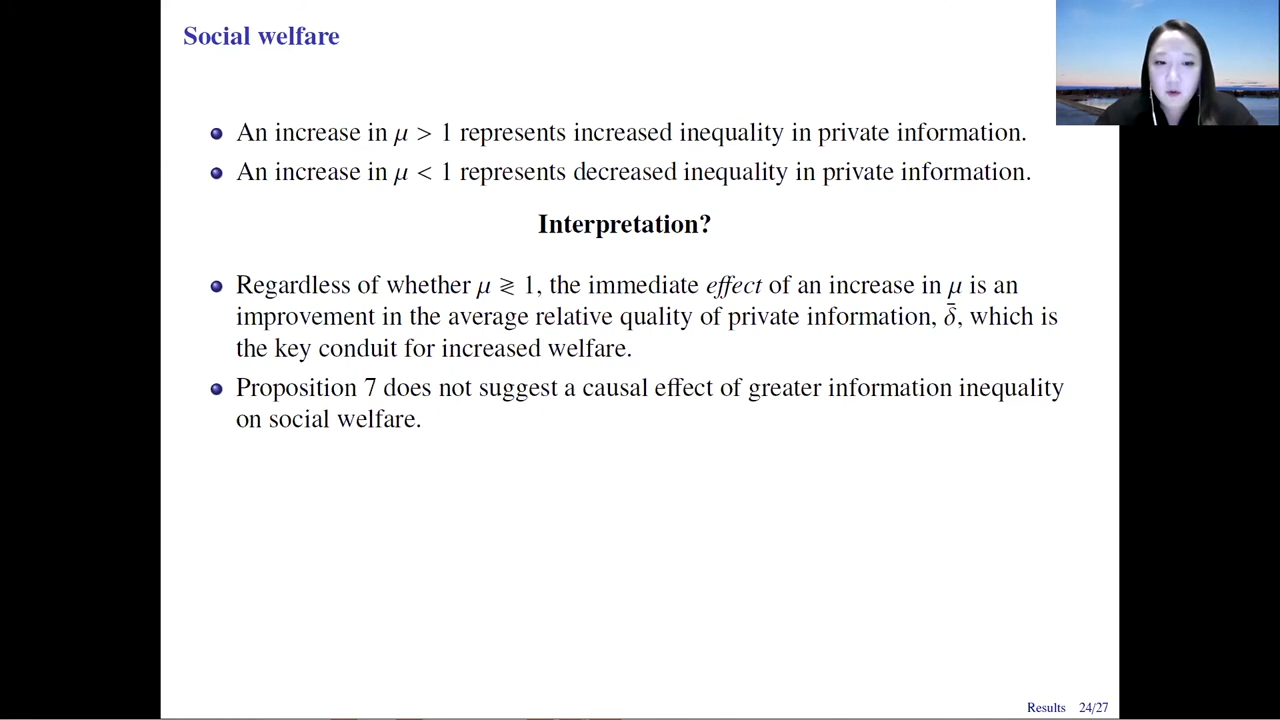 Social welfare
An increase in μ > 1 represents increased inequality in private information.
An increase in μ < 1 represents decreased inequality in private information.
Interpretation?
Regardless of whether μ ≷ 1, the immediate effect of an increase in μ is an
improvement in the average relative quality of private information, δ̄, which is
the key conduit for increased welfare.
Proposition 7 does not suggest a causal effect of greater information inequality
on social welfare.
Results 24/27